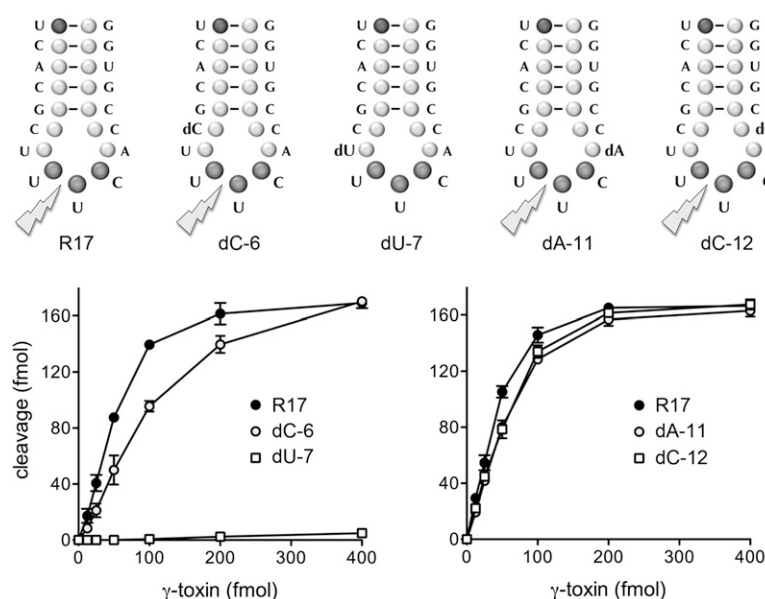 U G U G U G U G U G
C G C G C G C G C G
A U A U A U A U A U
C G C G C G C G C G
G C G C G C G C G C
C C dC C C C C C C
U A U A dU A U dA U
U C U C U C U C U C
U U U U U
R17 dC-6 dU-7 dA-11 dC-12
cleavage (fmol)
160
120
80
40
0
R17
dC-6
dU-7
0 100 200 300 400
γ-toxin (fmol)
160
120
80
40
0
R17
dA-11
dC-12
0 100 200 300 400
γ-toxin (fmol)